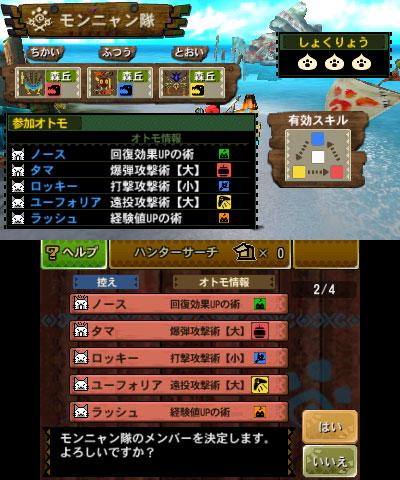 モンニャン隊
しょくりょう
ちかい ふつう とおい
森丘 森丘 森丘
参加オトモ
オトモ情報
有効スキル
ノース 回復効果UPの術
タマ 爆弾攻撃術【大】
ロッキー 打撃攻撃術【小】
ユーフォリア 遠投攻撃術【大】
ラッシュ 経験値UPの術
?ヘルプ ハンターサーチ × 0
控え オトモ情報 2/4
ノース 回復効果UPの術
タマ 爆弾攻撃術【大】
ロッキー 打撃攻撃術【小】
ユーフォリア 遠投攻撃術【大】
ラッシュ 経験値UPの術
モンニャン隊のメンバーを決定します。
よろしいですか?
はい
いいえ